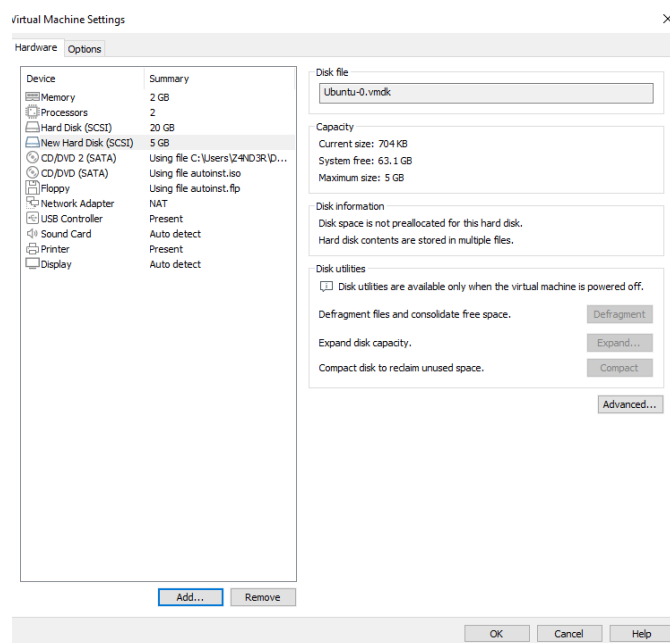 Virtual Machine Settings
Hardware Options
Device Summary
Memory 2 GB
Processors 2
Hard Disk (SCSI) 20 GB
New Hard Disk (SCSI) 5 GB
CD/DVD 2 (SATA) Using file C:\Users\Z4ND3R\D...
CD/DVD (SATA) Using file autoinst.iso
Floppy Using file autoinst.flp
Network Adapter NAT
USB Controller Present
Sound Card Auto detect
Printer Present
Display Auto detect
Add... Remove
Disk file
Ubuntu-0.vmdk
Capacity
Current size: 704 KB
System free: 63.1 GB
Maximum size: 5 GB
Disk information
Disk space is not preallocated for this hard disk.
Hard disk contents are stored in multiple files.
Disk utilities
Disk utilities are available only when the virtual machine is powered off.
Defragment files and consolidate free space. Defragment
Expand disk capacity. Expand...
Compact disk to reclaim unused space. Compact
Advanced...
OK Cancel Help